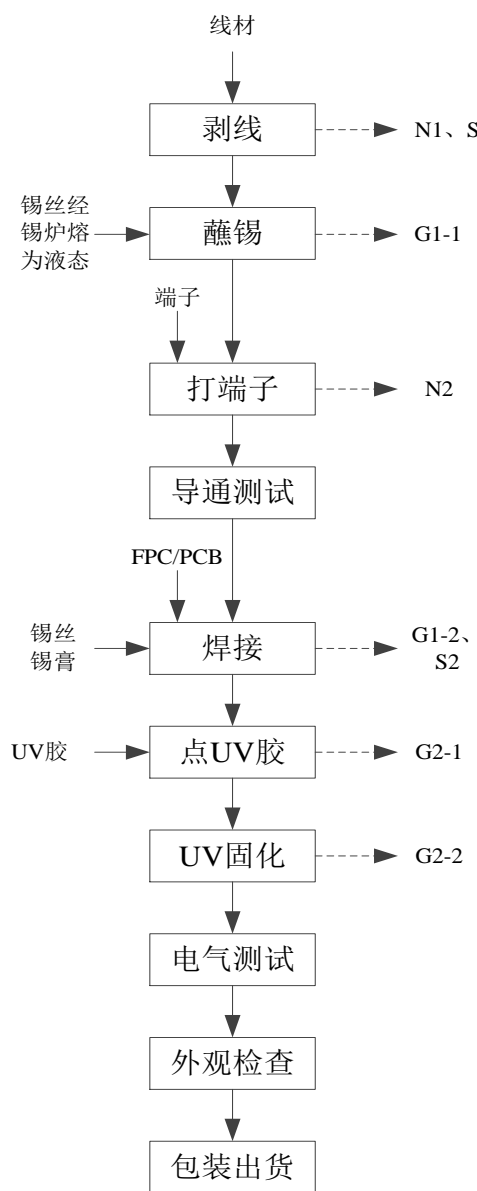 线材
剥线
N1、S
锡丝经
锡炉熔
为液态
蘸锡
G1-1
端子
打端子
N2
导通测试
FPC/PCB
锡丝
锡膏
焊接
G1-2、
S2
UV胶
点UV胶
G2-1
UV固化
G2-2
电气测试
外观检查
包装出货